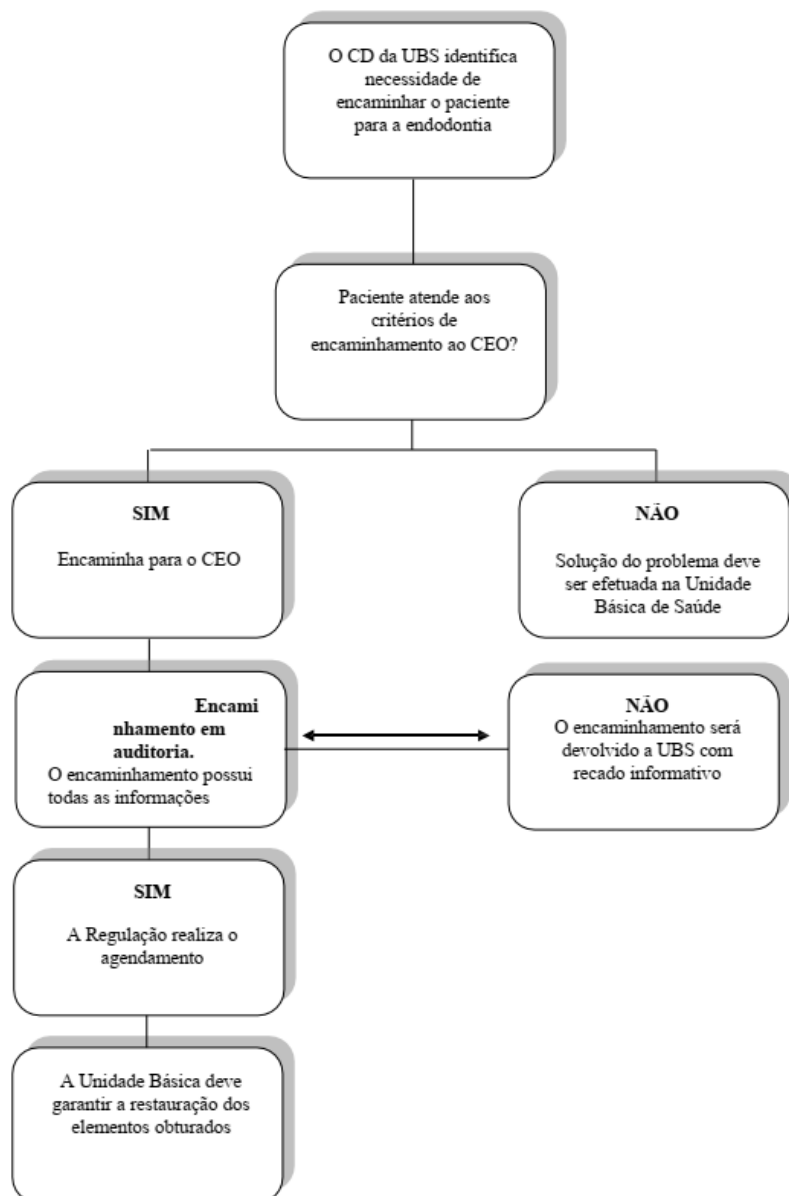 O CD da UBS identifica
necessidade de
encaminhar o paciente
para a endodontia
Paciente atende aos
critérios de
encaminhamento ao CEO?
SIM
Encaminha para o CEO
NÃO
Solução do problema deve
ser efetuada na Unidade
Básica de Saúde
Encami
nhamento em
auditoria.
O encaminhamento possui
todas as informações
NÃO
O encaminhamento será
devolvido a UBS com
recado informativo
SIM
A Regulação realiza o
agendamento
A Unidade Básica deve
garantir a restauração dos
elementos obturados